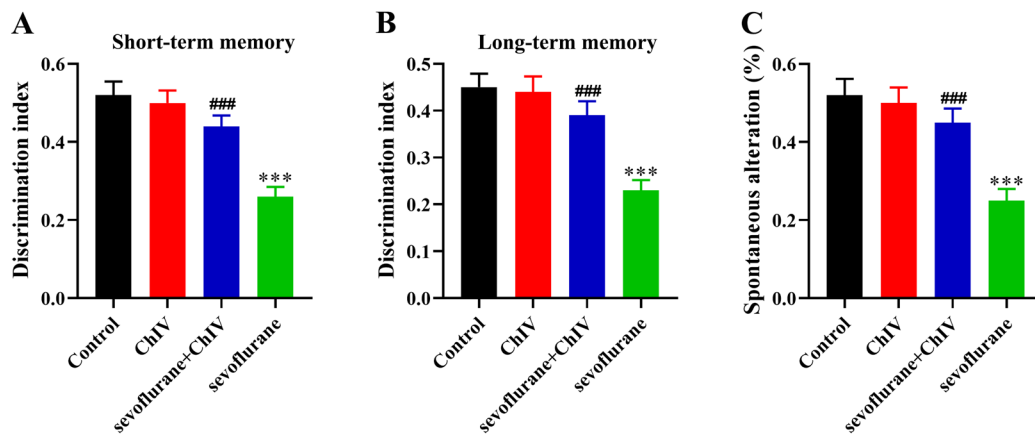 A
Short-term memory
Discrimination index
0.6
0.4
0.2
0.0
###
***
Control
ChIV
sevoflurane+ChIV
sevoflurane
B
Long-term memory
Discrimination index
0.5
0.4
0.3
0.2
0.1
0.0
###
***
Control
ChIV
sevoflurane+ChIV
sevoflurane
C
Spontaneous alteration (%)
0.6
0.4
0.2
0.0
###
***
Control
ChIV
sevoflurane+ChIV
sevoflurane